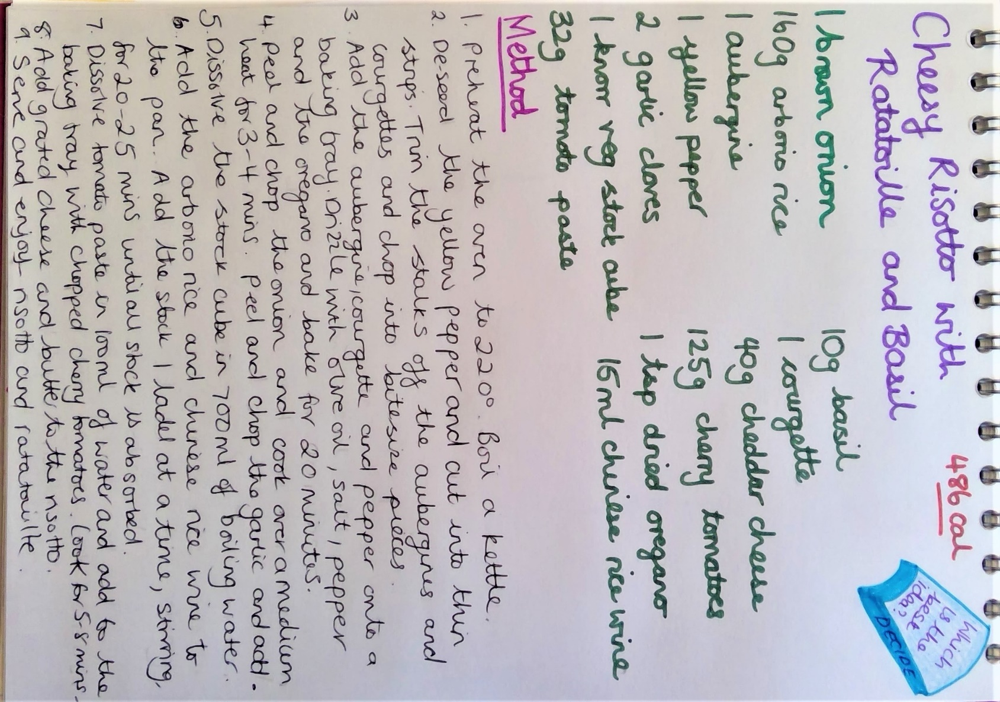 Cheesy Risotto with
Ratatoille and Basil
486 cal
Which
is the
bese
idea?
DECIDE
1 brown onion
160g arborio rice
1 aubergine
1 yellow pepper
2 garlic cloves
1 knorr veg stock cube
32g tomato paste
10g basil
1 courgette
40g cheddar cheese
125g cherry tomatoes
1 tsp dried oregano
15ml chinese rice wine
Method
1. Preheat the oven to 220°. Boil a kettle.
2. De-seed the yellow pepper and cut into thin
strips. Trim the stalks off the aubergines and
courgettes and chop into bitesize pieces.
3. Add the aubergine, courgette and pepper onto a
baking tray. Drizzle with olive oil, salt, pepper
and the oregano and bake for 20 minutes.
4. Peel and chop the onion and cook over a medium
heat for 3-4 mins. Peel and chop the garlic and add.
5. Dissolve the stock cube in 700ml of boiling water.
6. Add the arborio rice and chinese rice wine to
the pan. Add the stock 1 ladel at a time, stirring,
for 20-25 mins until all stock is absorbed.
7. Dissolve tomato paste in 100ml of water and add to the
baking tray with chopped cherry tomatoes. Cook for 5-8 mins.
8. Add grated cheese and butter to the risotto.
9. Serve and enjoy risotto and ratatouille.